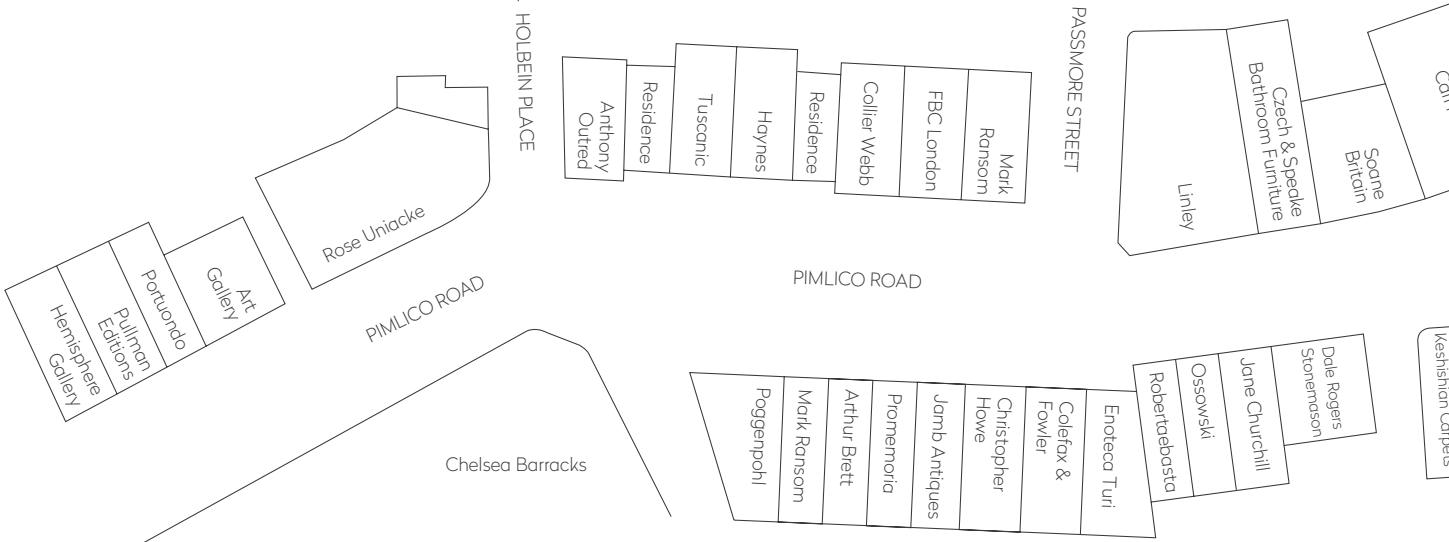 HOLBEIN PLACE
PASSMORE STREET
Anthony
Outred
Residence
Tuscanic
Haynes
Residence
Collier Webb
FBC London
Mark
Ransom
Linley
Czech & Speake
Bathroom Furniture
Soane
Britain
Rose Uniacke
Art
Gallery
Portuondo
Pullman
Editions
Hemisphere
Gallery
PIMLICO ROAD
PIMLICO ROAD
Chelsea Barracks
Poggenpohl
Mark Ransom
Arthur Brett
Promemoria
Jamb Antiques
Christopher
Howe
Colefax &
Fowler
Enoteca Turi
Robertaebasta
Ossowski
Jane Churchill
Dale Rogers
Stonemason
Keshishian Carpets